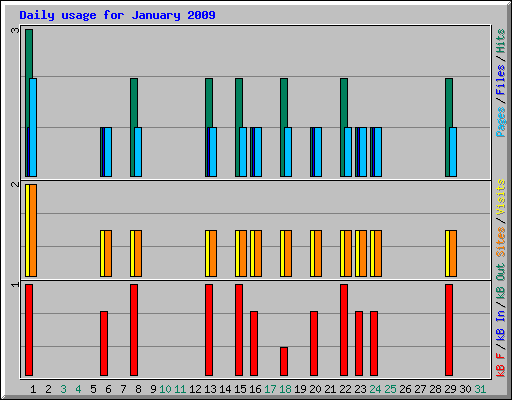 Daily usage for January 2009
3
Pages/Files/Hits
2
Sites/Visits
1
kB F/kB In/kB Out
1 2 3 4 5 6 7 8 9 10 11 12 13 14 15 16 17 18 19 20 21 22 23 24 25 26 27 28 29 30 31